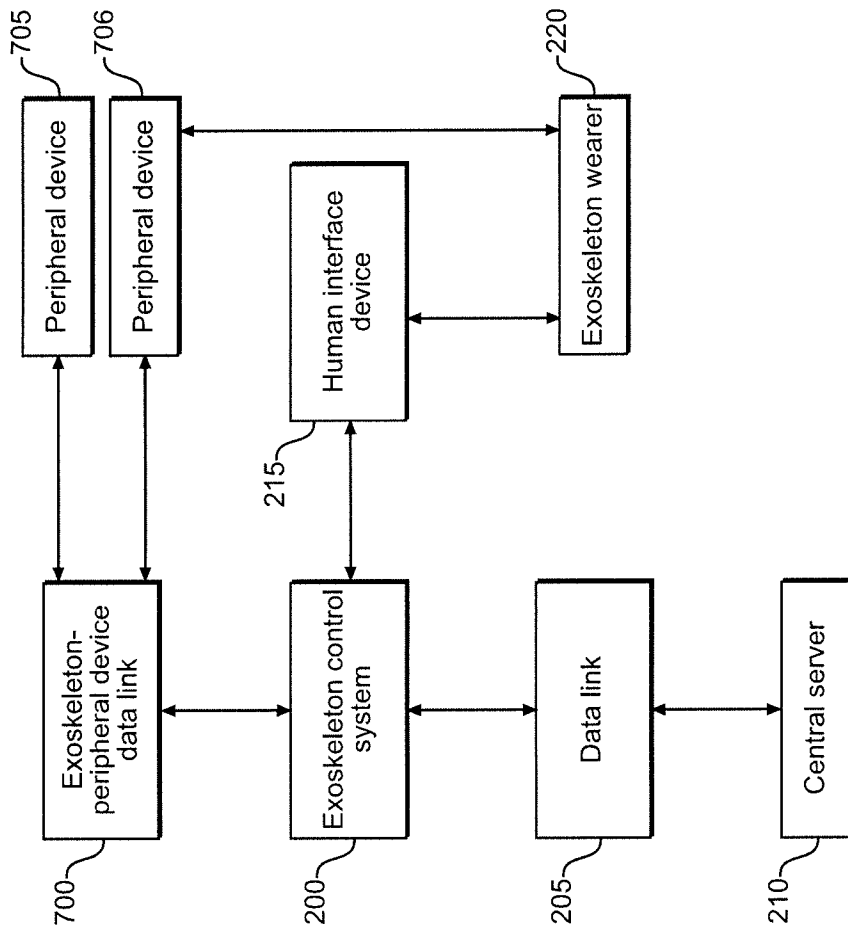 705
Peripheral device
706
Peripheral device
Exoskeleton-
peripheral device
data link
700
215
Human interface
device
220
Exoskeleton wearer
Exoskeleton control
system
200
Data link
205
Central server
210